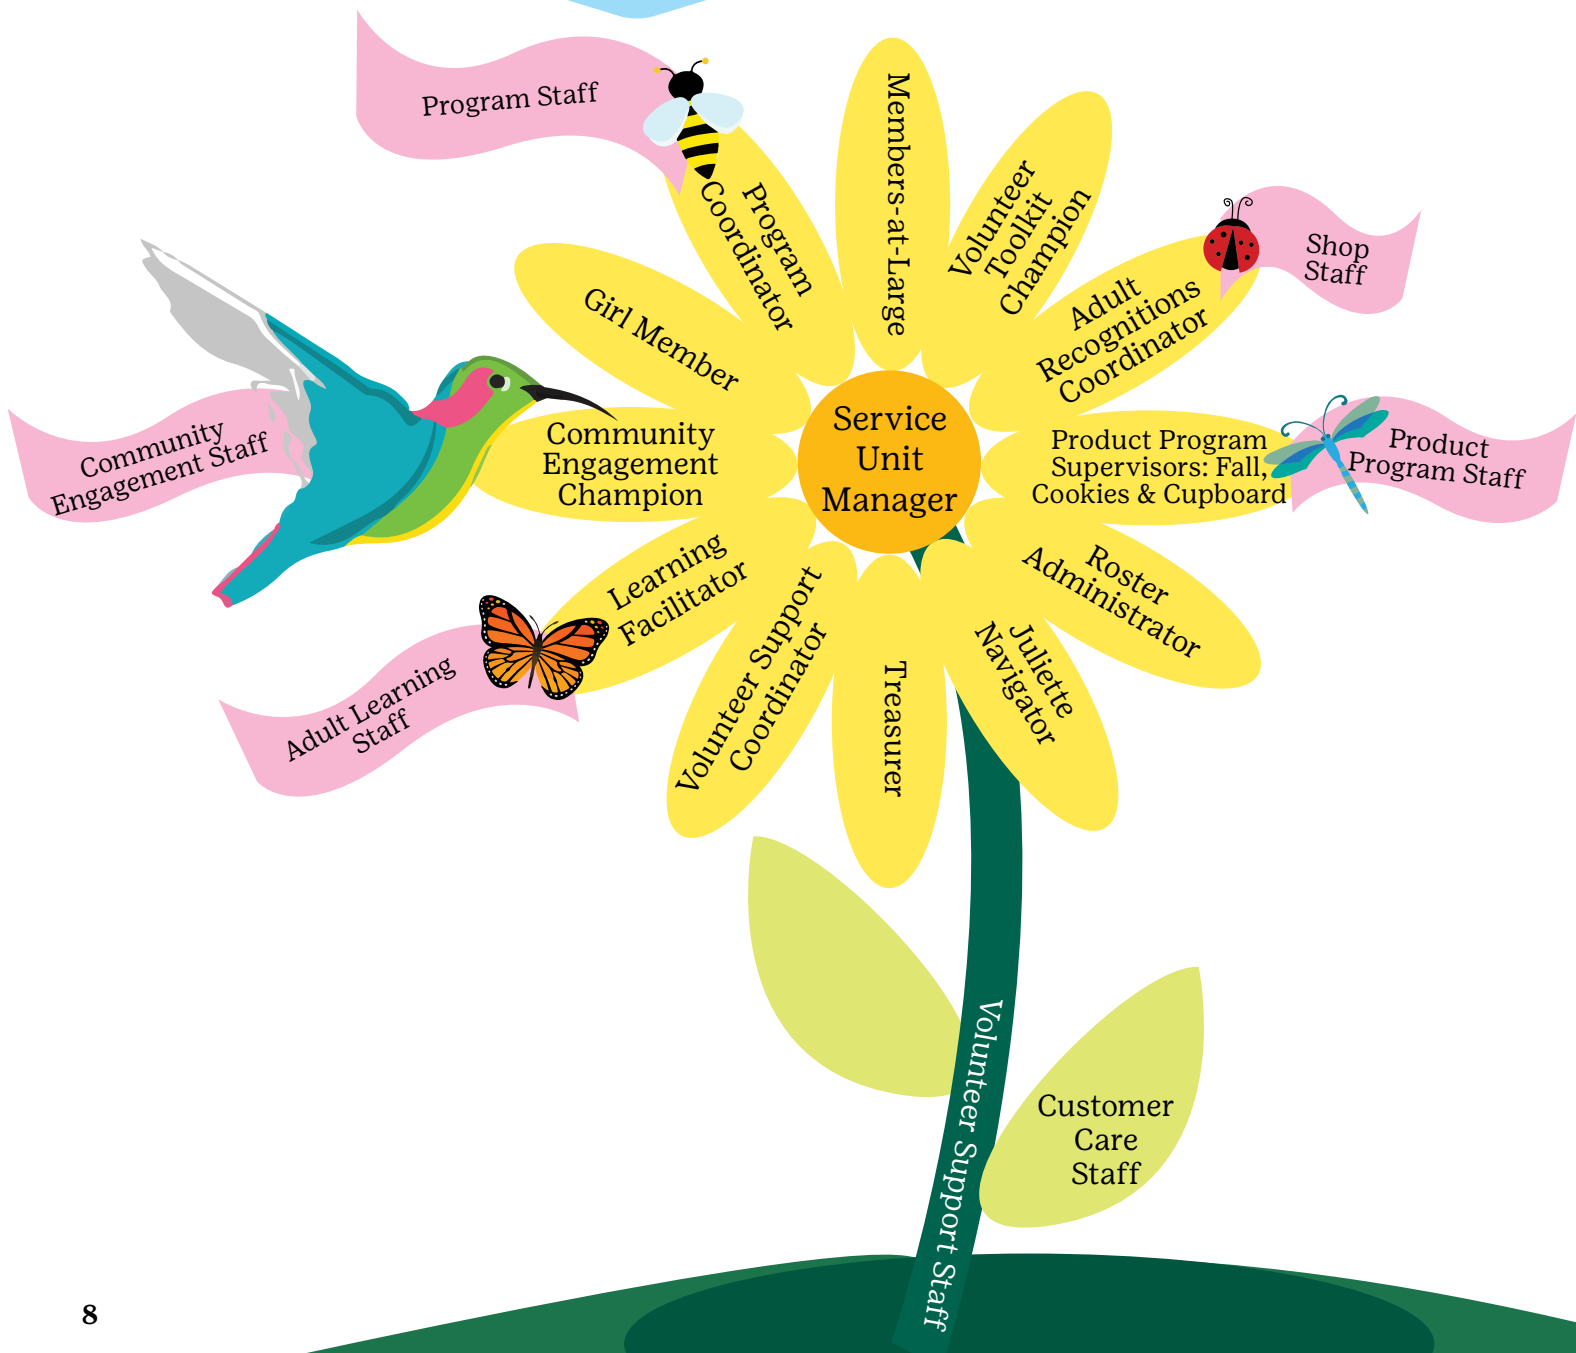 Program Staff
Members-at-Large
Volunteer
Toolkit
Champion
Program
Coordinator
Shop
Staff
Adult
Recognitions
Coordinator
Girl Member
Community
Engagement Staff
Community
Engagement
Champion
Service
Unit
Manager
Product Program
Supervisors: Fall,
Cookies & Cupboard
Product
Program Staff
Learning
Facilitator
Roster
Administrator
Adult Learning
Staff
Volunteer Support
Coordinator
Treasurer
Juliette
Navigator
Volunteer Support Staff
Customer
Care
Staff
8